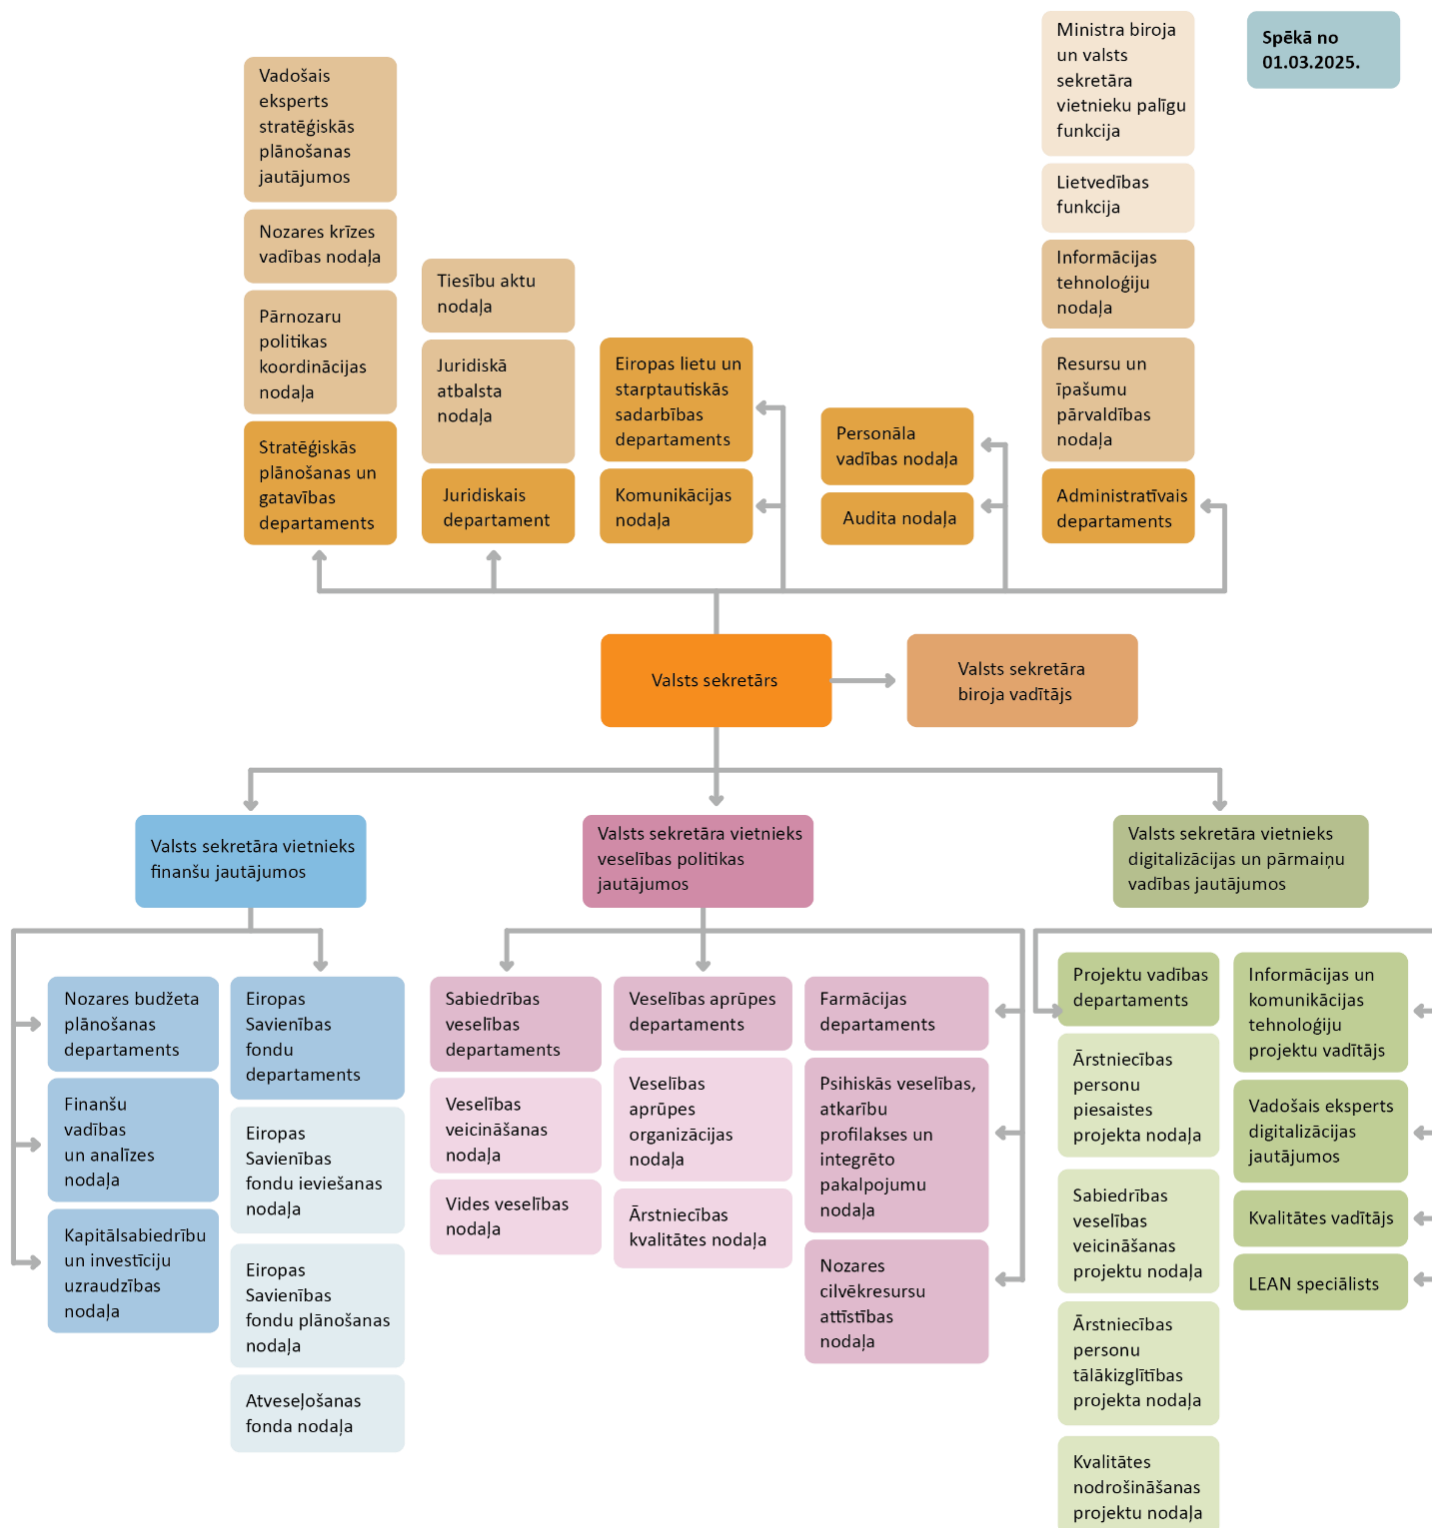 Spēkā no
01.03.2025.
Vadošais
eksperts
stratēģiskās
plānošanas
jautājumos
Nozares krīzes
vadības nodaļa
Pārnozaru
politikas
koordinācijas
nodaļa
Stratēģiskās
plānošanas un
gatavības
departaments
Tiesību aktu
nodaļa
Juridiskā
atbalsta
nodaļa
Juridiskais
departament
Eiropas lietu un
starptautiskās
sadarbības
departaments
Komunikācijas
nodaļa
Personāla
vadības nodaļa
Audita nodaļa
Ministra biroja
un valsts
sekretāra
vietnieku palīgu
funkcija
Lietvedības
funkcija
Informācijas
tehnoloģiju
nodaļa
Resursu un
īpašumu
pārvaldības
nodaļa
Administratīvais
departaments
Valsts sekretārs
Valsts sekretāra
biroja vadītājs
Valsts sekretāra vietnieks
finanšu jautājumos
Valsts sekretāra vietnieks
veselības politikas
jautājumos
Valsts sekretāra vietnieks
digitalizācijas un pārmaiņu
vadības jautājumos
Nozares budžeta
plānošanas
departaments
Finanšu
vadības
un analīzes
nodaļa
Kapitālsabiedrību
un investīciju
uzraudzības
nodaļa
Eiropas
Savienības
fondu
departaments
Eiropas
Savienības
fondu ieviešanas
nodaļa
Eiropas
Savienības
fondu plānošanas
nodaļa
Atveseļošanas
fonda nodaļa
Sabiedrības
veselības
departaments
Veselības
veicināšanas
nodaļa
Vides veselības
nodaļa
Veselības aprūpes
departaments
Veselības
aprūpes
organizācijas
nodaļa
Ārstniecības
kvalitātes nodaļa
Farmācijas
departaments
Psihiskās veselības,
atkarību
profilakses un
integrēto
pakalpojumu
nodaļa
Nozares
cilvēkresursu
attīstības
nodaļa
Projektu vadības
departaments
Ārstniecības
personu
piesaistes
projekta nodaļa
Sabiedrības
veselības
veicināšanas
projektu nodaļa
Ārstniecības
personu
tālākizglītības
projekta nodaļa
Kvalitātes
nodrošināšanas
projektu nodaļa
Informācijas un
komunikācijas
tehnoloģiju
projektu vadītājs
Vadošais eksperts
digitalizācijas
jautājumos
Kvalitātes vadītājs
LEAN speciālists